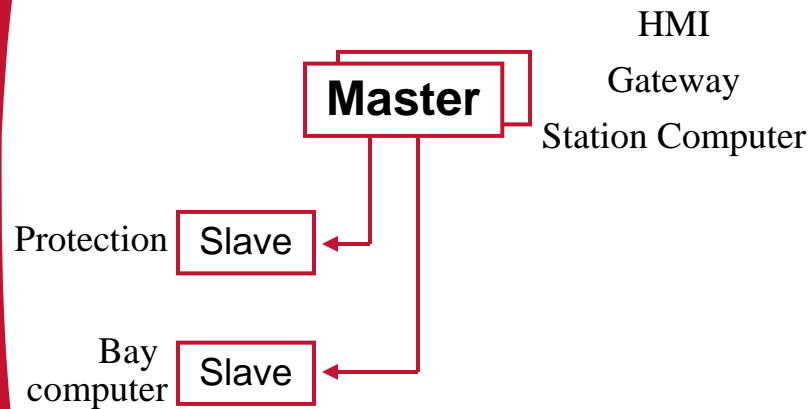 HMI
Gateway
Station Computer
Master
Protection
Slave
Bay
computer
Slave